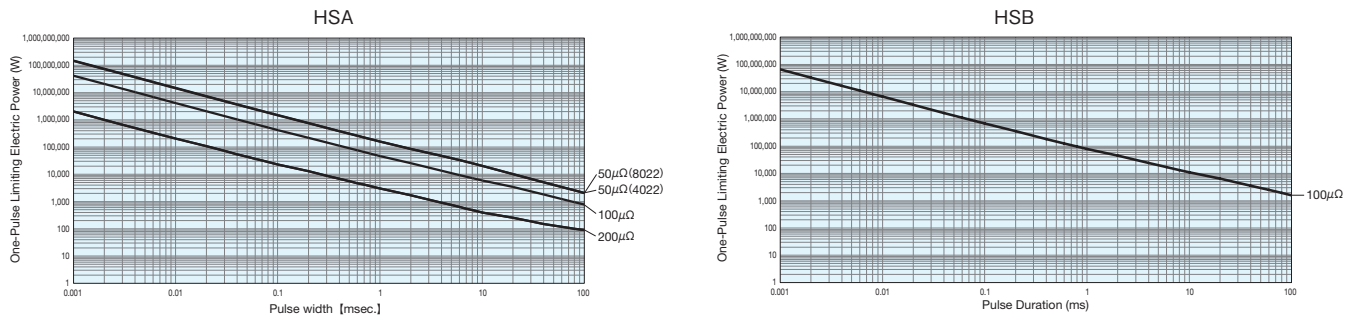 HSA
One-Pulse Limiting Electric Power (W)
1,000,000,000
100,000,000
10,000,000
1,000,000
100,000
10,000
1,000
100
10
1
0.001
0.01
0.1
1
10
100
Pulse width【msec.】
50μΩ(8022)
50μΩ(4022)
100μΩ
200μΩ
HSB
One-Pulse Limiting Electric Power (W)
1,000,000,000
100,000,000
10,000,000
1,000,000
100,000
10,000
1,000
100
10
1
0.001
0.01
0.1
1
10
100
Pulse Duration (ms)
100μΩ